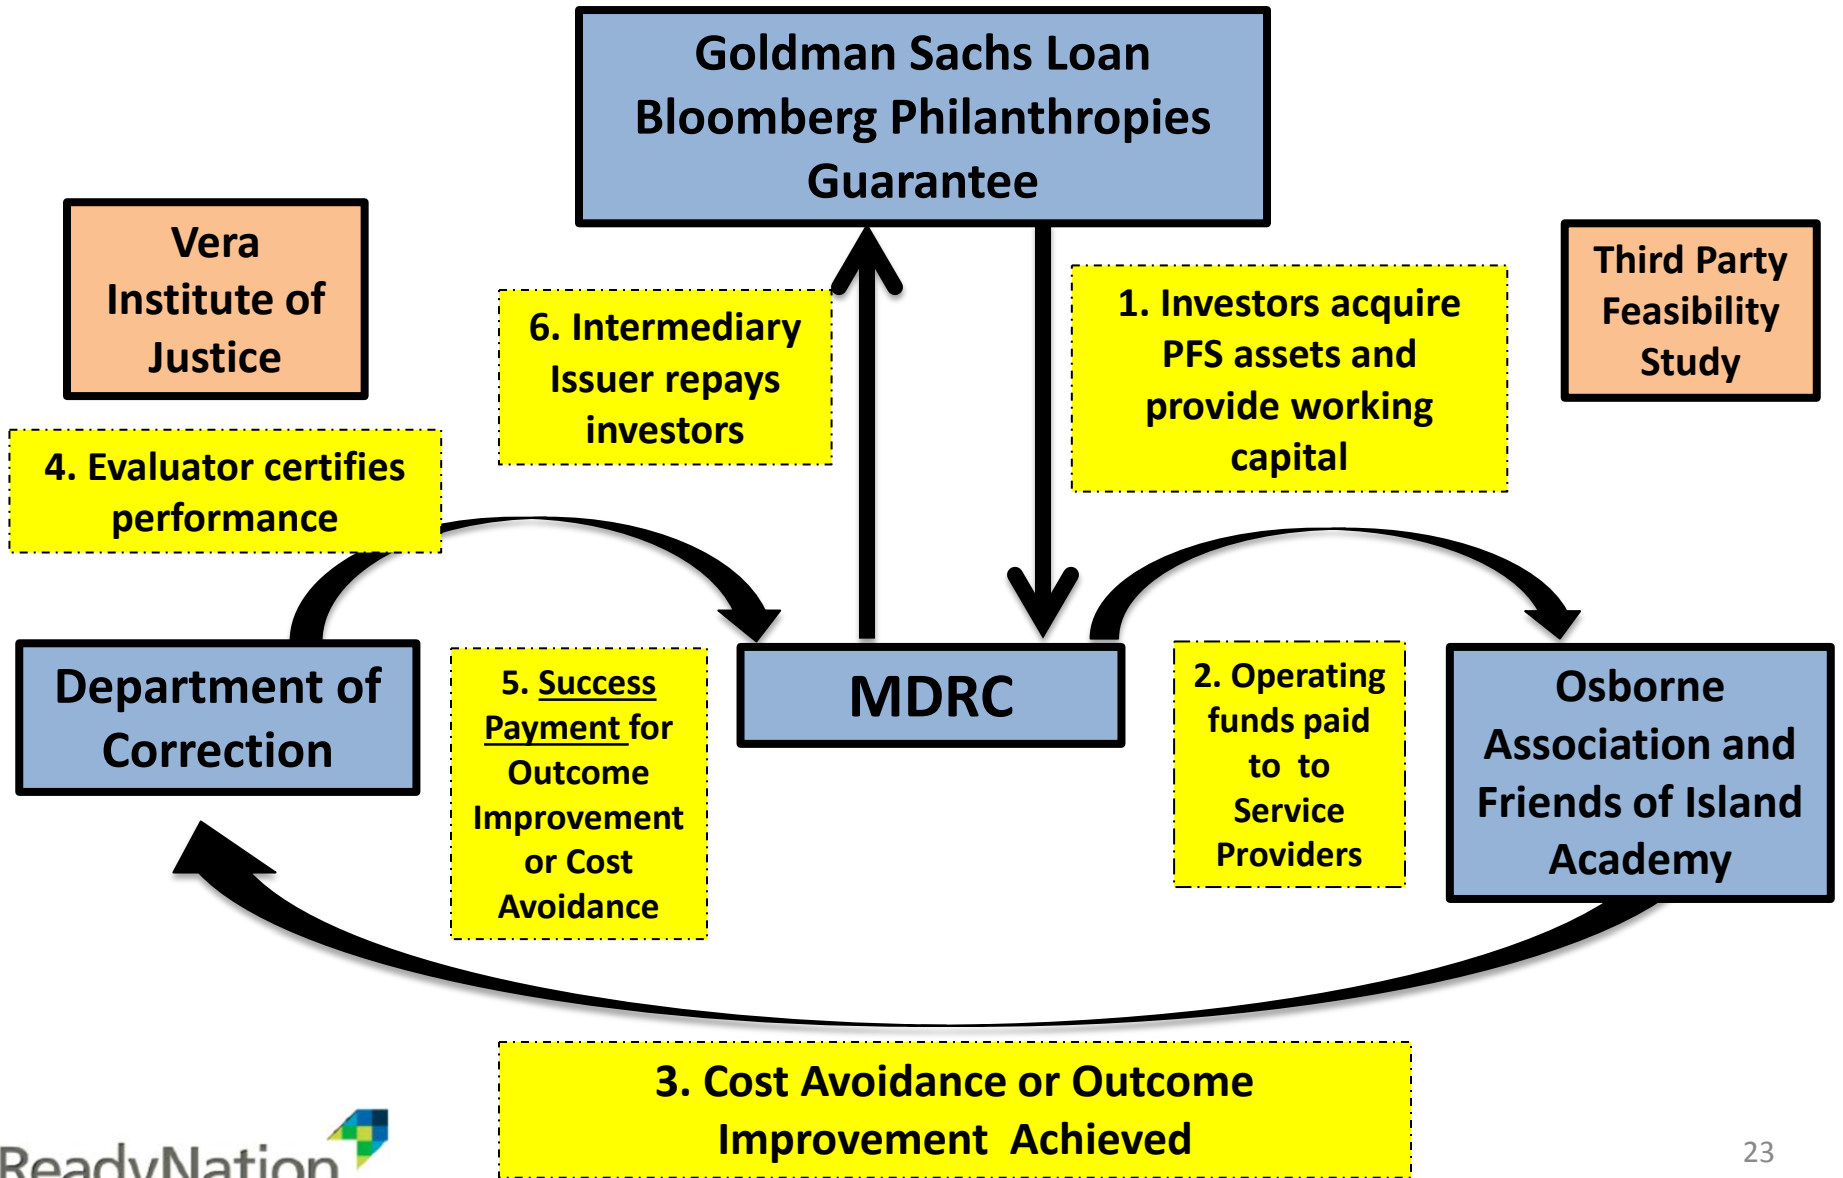 Goldman Sachs Loan
Bloomberg Philanthropies
Guarantee
Vera
Institute of
Justice
Third Party
Feasibility
Study
6. Intermediary
Issuer repays
investors
1. Investors acquire
PFS assets and
provide working
capital
4. Evaluator certifies
performance
Department of
Correction
5. Success
Payment for
Outcome
Improvement
or Cost
Avoidance
MDRC
2. Operating
funds paid
to to
Service
Providers
Osborne
Association and
Friends of Island
Academy
3. Cost Avoidance or Outcome
Improvement Achieved
ReadyNation
23